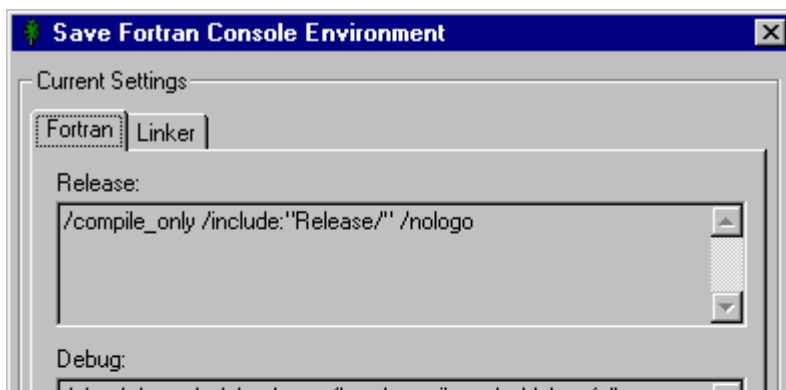 Save Fortran Console Environment
Current Settings
Fortran Linker
Release:
/compile_only /include:"Release/" /nologo
Debug: